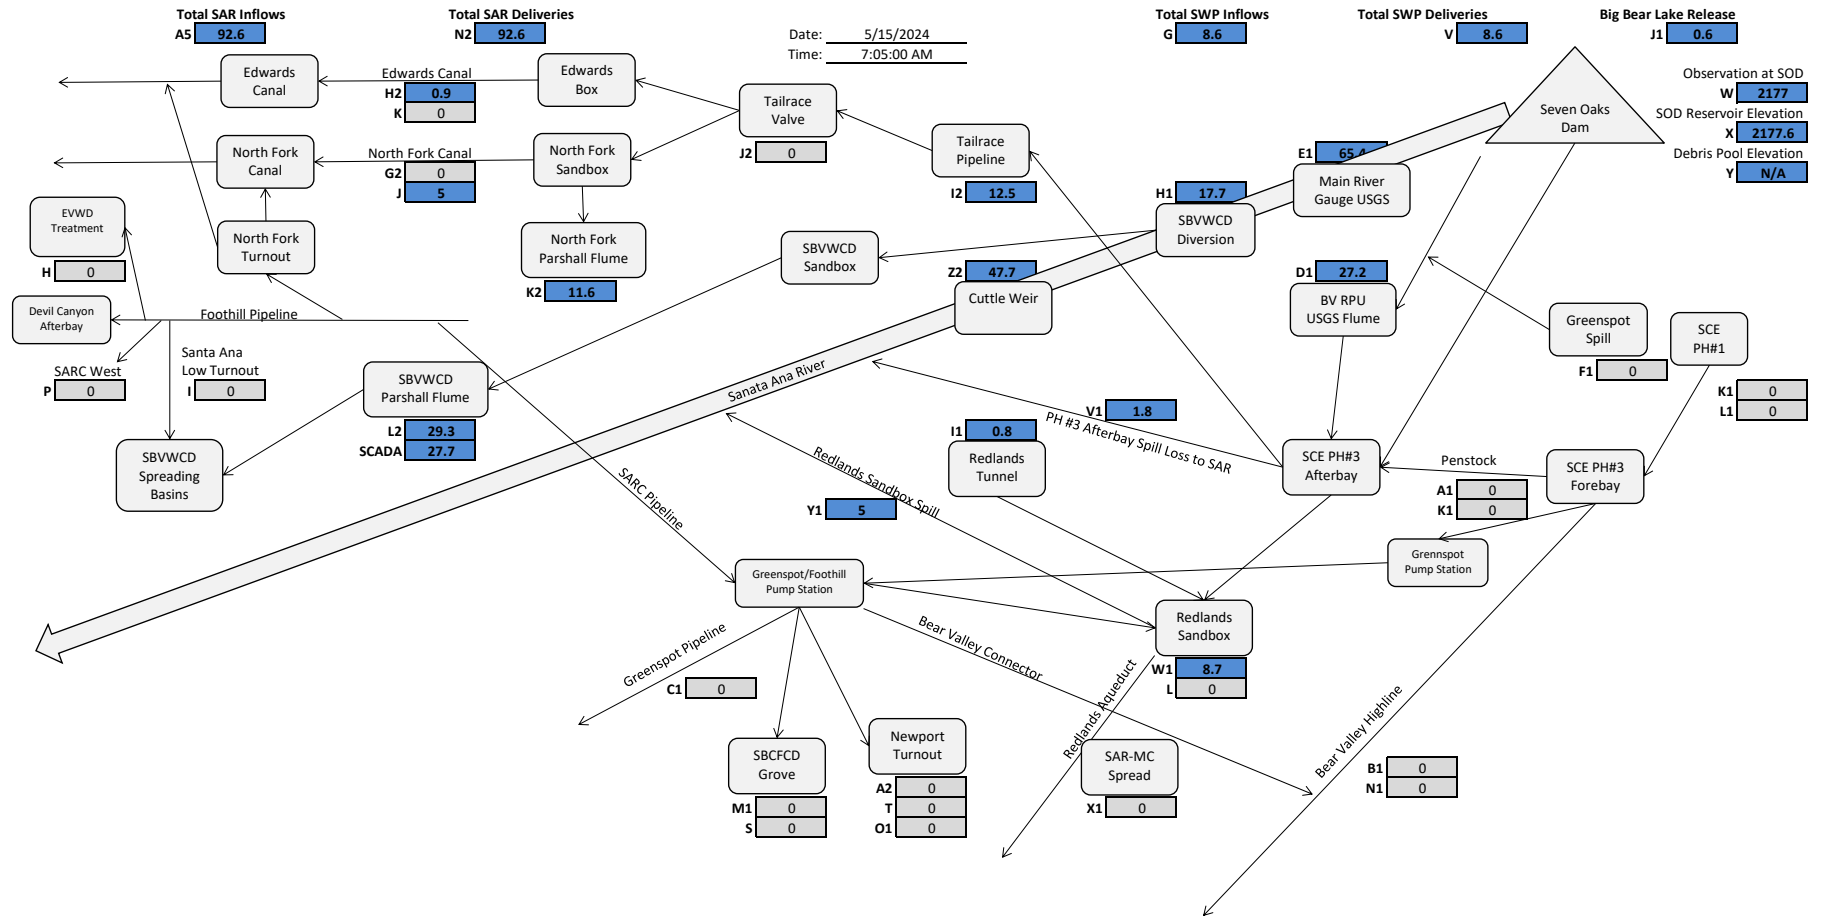 Total SAR Inflows
A5 92.6
Total SAR Deliveries
N2 92.6
Date: 5/15/2024
Time: 7:05:00 AM
Total SWP Inflows
G 8.6
Total SWP Deliveries
V 8.6
Big Bear Lake Release
J1 0.6
Observation at SOD
W 2177
SOD Reservoir Elevation
X 2177.6
Debris Pool Elevation
Y N/A
Seven Oaks
Dam
Edwards
Canal
Edwards Canal
H2 0.9
K 0
Edwards
Box
Tailrace
Valve
J2 0
Tailrace
Pipeline
I2 12.5
North Fork
Canal
North Fork Canal
G2 0
J 5
North Fork
Sandbox
E1
Main River
Gauge USGS
H1 17.7
SBVWCD
Diversion
EVWD
Treatment
H 0
North Fork
Turnout
North Fork
Parshall Flume
K2 11.6
SBVWCD
Sandbox
Z2 47.7
Cuttle Weir
D1 27.2
BV RPU
USGS Flume
Greenspot
Spill
F1 0
SCE
PH#1
K1 0
L1 0
Devil Canyon
Afterbay
Foothill Pipeline
SARC West
P 0
Santa Ana
Low Turnout
I 0
SBVWCD
Parshall Flume
L2 29.3
SCADA 27.7
SBVWCD
Spreading
Basins
Sanata Ana River
V1 1.8
PH #3 Afterbay Spill Loss to SAR
I1 0.8
Redlands
Tunnel
Redlands Sandbox Spill
Y1 5
SARC Pipeline
SCE PH#3
Afterbay
Penstock
A1 0
K1 0
SCE PH#3
Forebay
Grennspot
Pump Station
Greenspot/Foothill
Pump Station
Redlands
Sandbox
W1 8.7
L 0
Greenspot Pipeline
C1 0
Bear Valley Connector
Redlands Aqueduct
Bear Valley Highline
SBCFCD
Grove
M1 0
S 0
Newport
Turnout
A2 0
T 0
O1 0
SAR-MC
Spread
X1 0
B1 0
N1 0